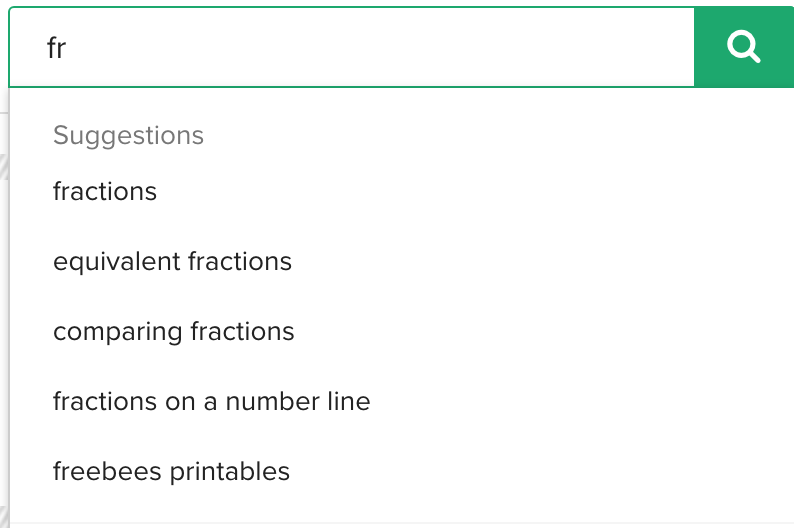 fr
Suggestions
fractions
equivalent fractions
comparing fractions
fractions on a number line
freebees printables